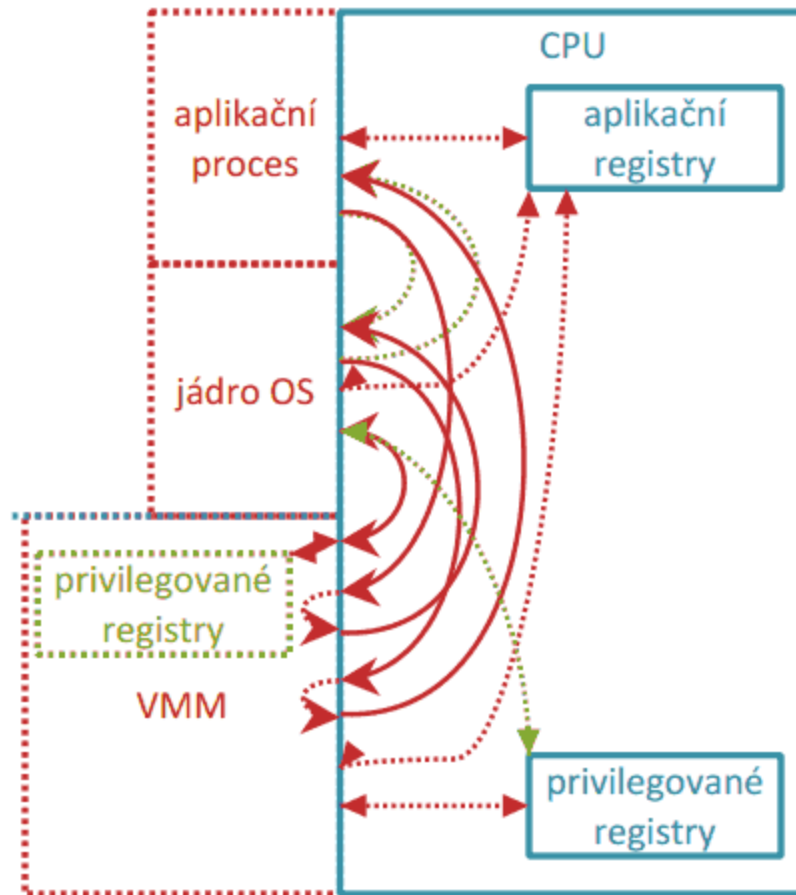 CPU
aplikační
proces
aplikační
registry
jádro OS
privilegované
registry
VMM
privilegované
registry